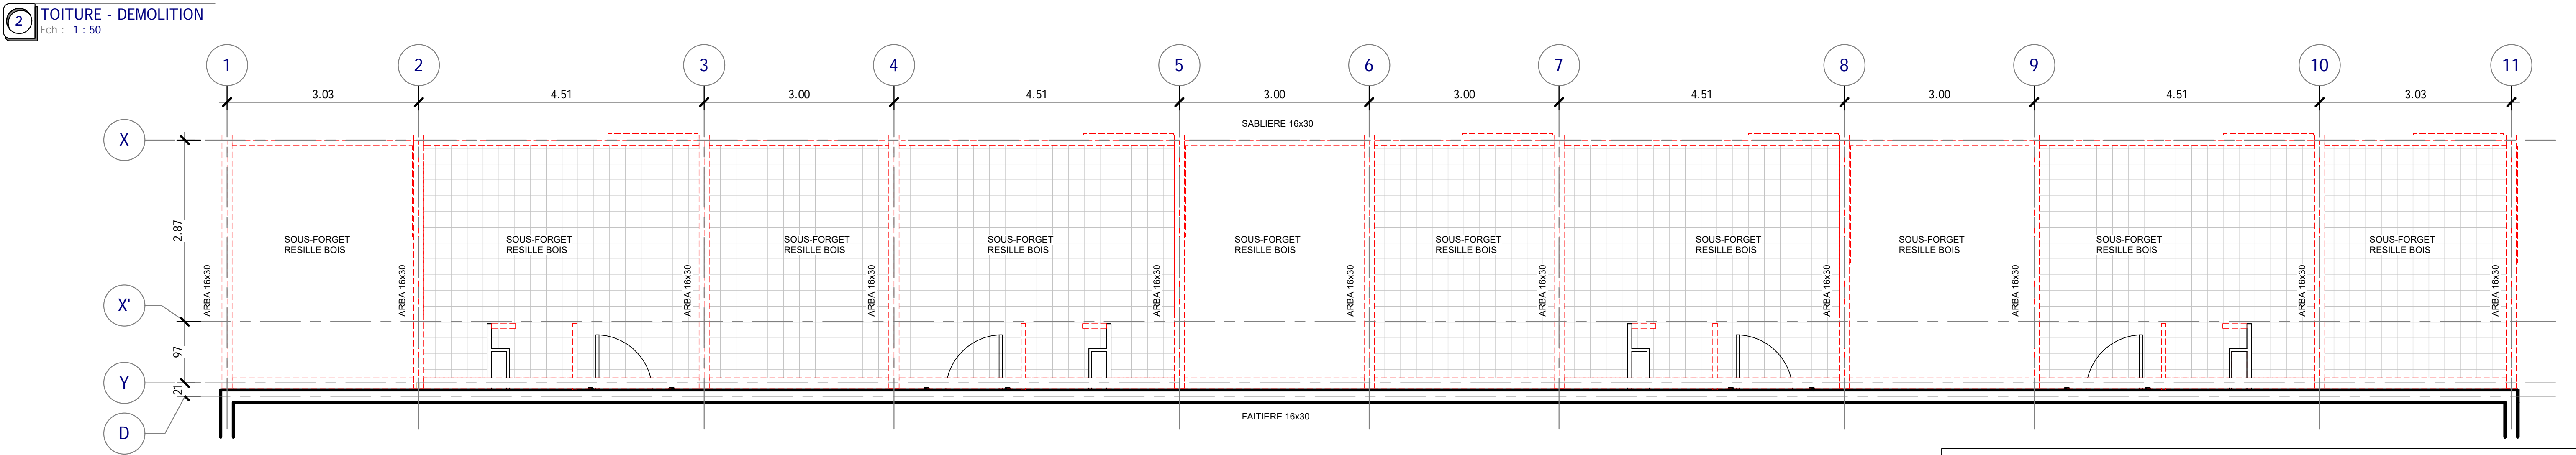 2
TOITURE - DEMOLITION
Ech : 1 : 50
1 2 3 4 5 6 7 8 9 10 11
3.03 4.51 3.00 4.51 3.00 3.00 4.51 3.00 4.51 3.03
SABLIERE 16x30
X
2.87
X'
97
Y
21
D
SOUS-FORGET
RESILLE BOIS
SOUS-FORGET
RESILLE BOIS
SOUS-FORGET
RESILLE BOIS
SOUS-FORGET
RESILLE BOIS
SOUS-FORGET
RESILLE BOIS
SOUS-FORGET
RESILLE BOIS
SOUS-FORGET
RESILLE BOIS
SOUS-FORGET
RESILLE BOIS
SOUS-FORGET
RESILLE BOIS
SOUS-FORGET
RESILLE BOIS
ARBA 16x30
ARBA 16x30
ARBA 16x30
ARBA 16x30
ARBA 16x30
ARBA 16x30
ARBA 16x30
ARBA 16x30
ARBA 16x30
ARBA 16x30
ARBA 16x30
FAITIERE 16x30